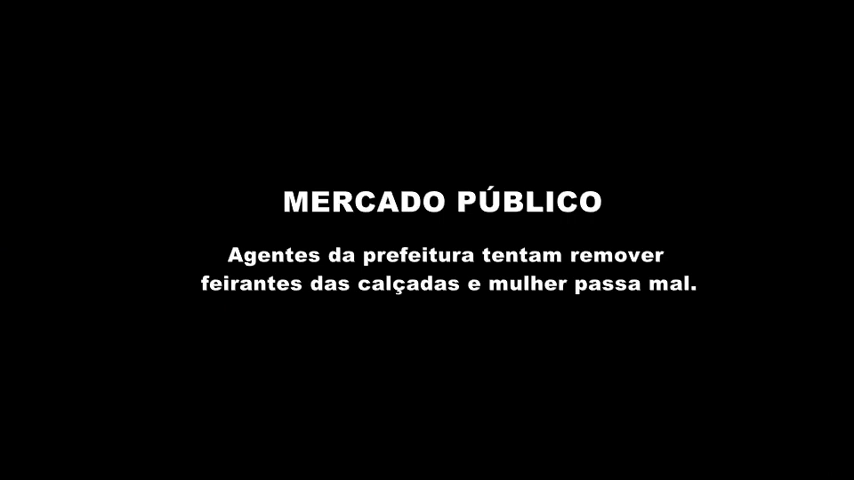 MERCADO PÚBLICO
Agentes da prefeitura tentam remover
feirantes das calçadas e mulher passa mal.